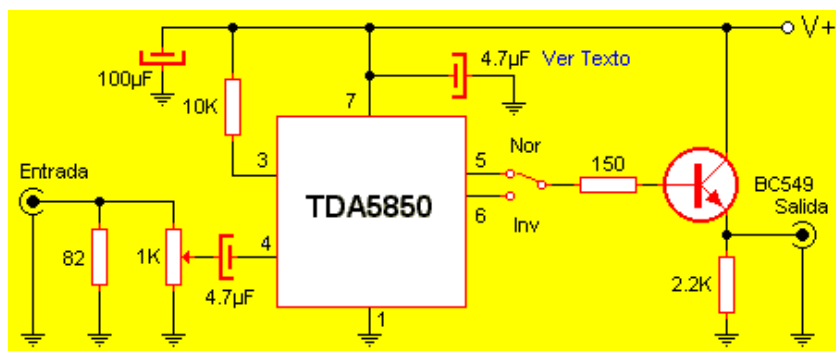 V+
4.7µF Ver Texto
100µF
10K
7
3
5
Nor
150
BC549
Salida
Entrada
TDA5850
6
Inv
82
1K
4
4.7µF
2.2K
1